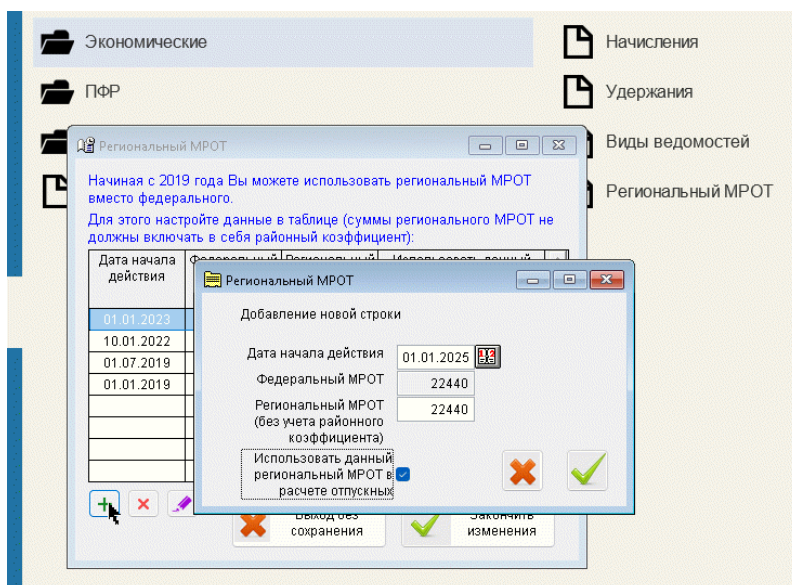 Экономические
Начисления
ПФР
Удержания
Виды ведомостей
Региональный МРОТ
Региональный МРОТ
Начиная с 2019 года Вы можете использовать региональный МРОТ
вместо федерального.
Для этого настройте данные в таблице (суммы регионального МРОТ не
должны включать в себя районный коэффициент):
Дата начала
действия
Федеральный
Региональный
Использовать данный
01.01.2023
10.01.2022
01.07.2019
01.01.2019
Региональный МРОТ
Добавление новой строки
Дата начала действия
01.01.2025
Федеральный МРОТ
22440
Региональный МРОТ
(без учета районного
коэффициента)
22440
Использовать данный
региональный МРОТ в
расчете отпускных
Выход без
сохранения
Закончить
изменения